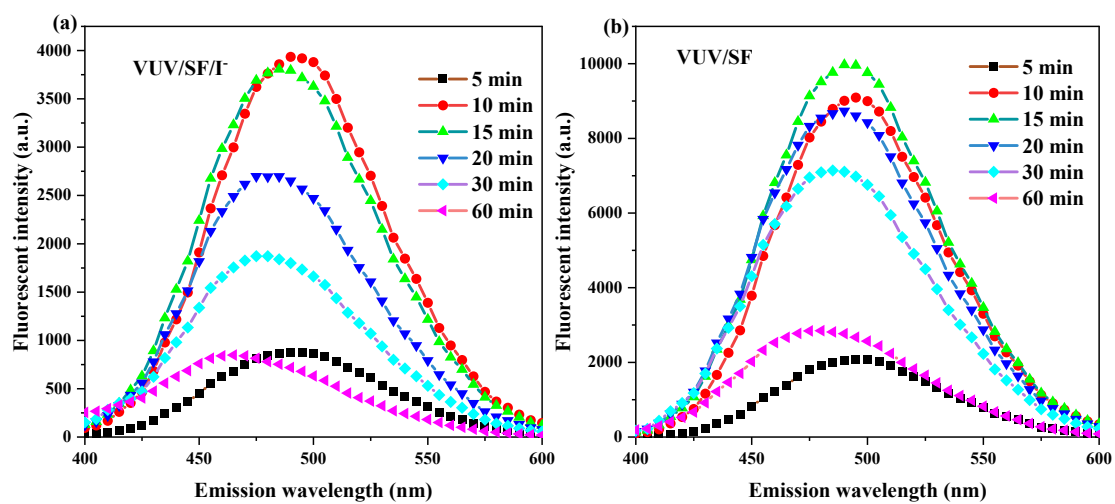 (a)
VUV/SF/I⁻
5 min
10 min
15 min
20 min
30 min
60 min
Fluorescent intensity (a.u.)
4000
3500
3000
2500
2000
1500
1000
500
0
400
450
500
550
600
Emission wavelength (nm)
(b)
VUV/SF
5 min
10 min
15 min
20 min
30 min
60 min
Fluorescent intensity (a.u.)
10000
8000
6000
4000
2000
0
400
450
500
550
600
Emission wavelength (nm)